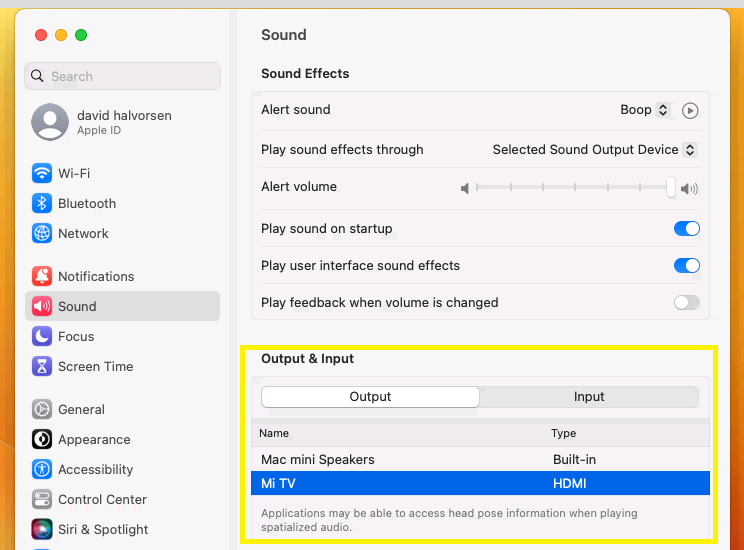 Sound
Search
david halvorsen
Apple ID
Wi-Fi
Bluetooth
Network
Notifications
Sound
Focus
Screen Time
General
Appearance
Accessibility
Control Center
Siri & Spotlight
Sound Effects
Alert sound Boop
Play sound effects through Selected Sound Output Device
Alert volume
Play sound on startup
Play user interface sound effects
Play feedback when volume is changed
Output & Input
Output Input
Name Type
Mac mini Speakers Built-in
Mi TV HDMI
Applications may be able to access head pose information when playing
spatialized audio.